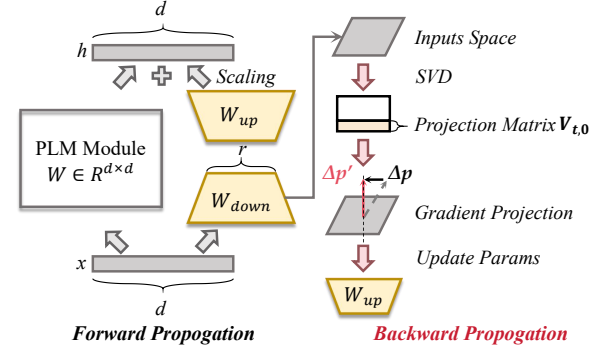 d
h
Scaling
W_up
r
PLM Module
W ∈ R^{d×d}
W_down
x
d
Forward Propogation
Inputs Space
SVD
Projection Matrix V_{t,0}
Δp′
Δp
Gradient Projection
Update Params
W_up
Backward Propogation